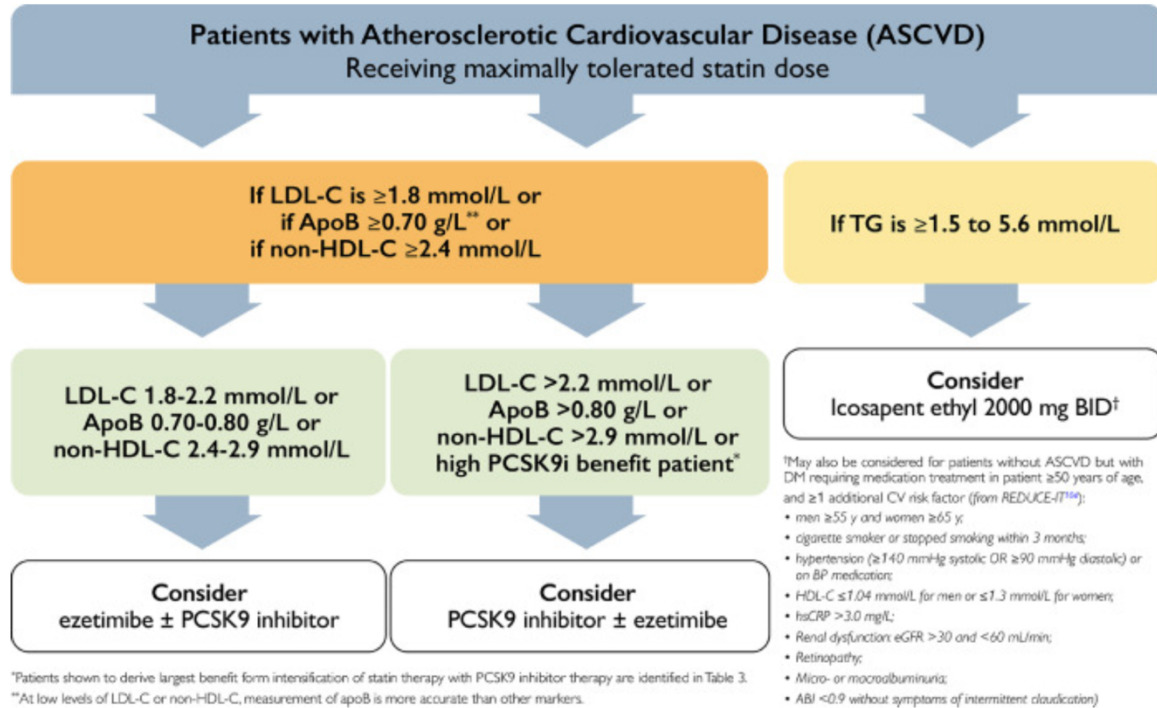 Patients with Atherosclerotic Cardiovascular Disease (ASCVD)
Receiving maximally tolerated statin dose
If LDL-C is ≥1.8 mmol/L or
if ApoB ≥0.70 g/L** or
if non-HDL-C ≥2.4 mmol/L
If TG is ≥1.5 to 5.6 mmol/L
LDL-C 1.8-2.2 mmol/L or
ApoB 0.70-0.80 g/L or
non-HDL-C 2.4-2.9 mmol/L
LDL-C >2.2 mmol/L or
ApoB >0.80 g/L or
non-HDL-C >2.9 mmol/L or
high PCSK9i benefit patient*
Consider
Icosapent ethyl 2000 mg BID†
Consider
ezetimibe ± PCSK9 inhibitor
Consider
PCSK9 inhibitor ± ezetimibe
†May also be considered for patients without ASCVD but with
DM requiring medication treatment in patient ≥50 years of age,
and ≥1 additional CV risk factor (from REDUCE-IT104):
• men ≥55 y and women ≥65 y;
• cigarette smoker or stopped smoking within 3 months;
• hypertension (≥140 mmHg systolic OR ≥90 mmHg diastolic) or
on BP medication;
• HDL-C ≤1.04 mmol/L for men or ≤1.3 mmol/L for women;
• hsCRP >3.0 mg/L;
• Renal dysfunction: eGFR >30 and <60 mL/min;
• Retinopathy;
• Micro- or macroalbuminuria;
• ABI <0.9 without symptoms of intermittent claudication)
*Patients shown to derive largest benefit form intensification of statin therapy with PCSK9 inhibitor therapy are identified in Table 3.
**At low levels of LDL-C or non-HDL-C, measurement of apoB is more accurate than other markers.